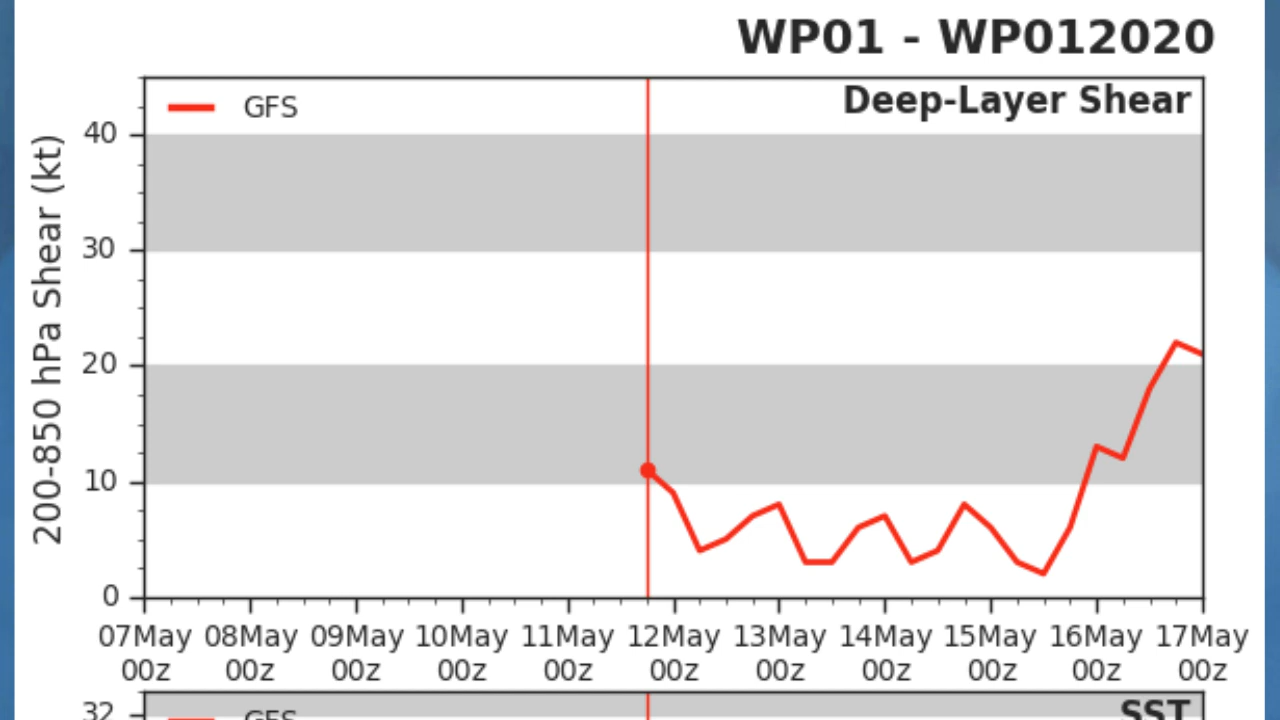 WP01 - WP012020
GFS
Deep-Layer Shear
200-850 hPa Shear (kt)
40
30
20
10
0
07May 08May 09May 10May 11May 12May 13May 14May 15May 16May 17May
00z 00z 00z 00z 00z 00z 00z 00z 00z 00z 00z
32
GFS
SST